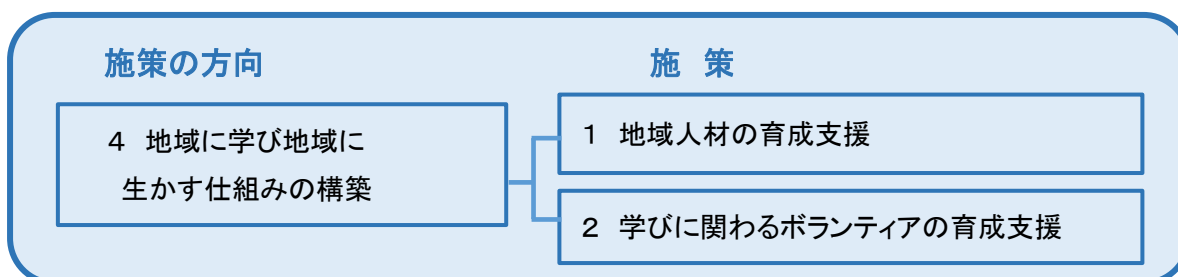 施策の方向
施 策
4 地域に学び地域に
生かす仕組みの構築
1 地域人材の育成支援
2 学びに関わるボランティアの育成支援